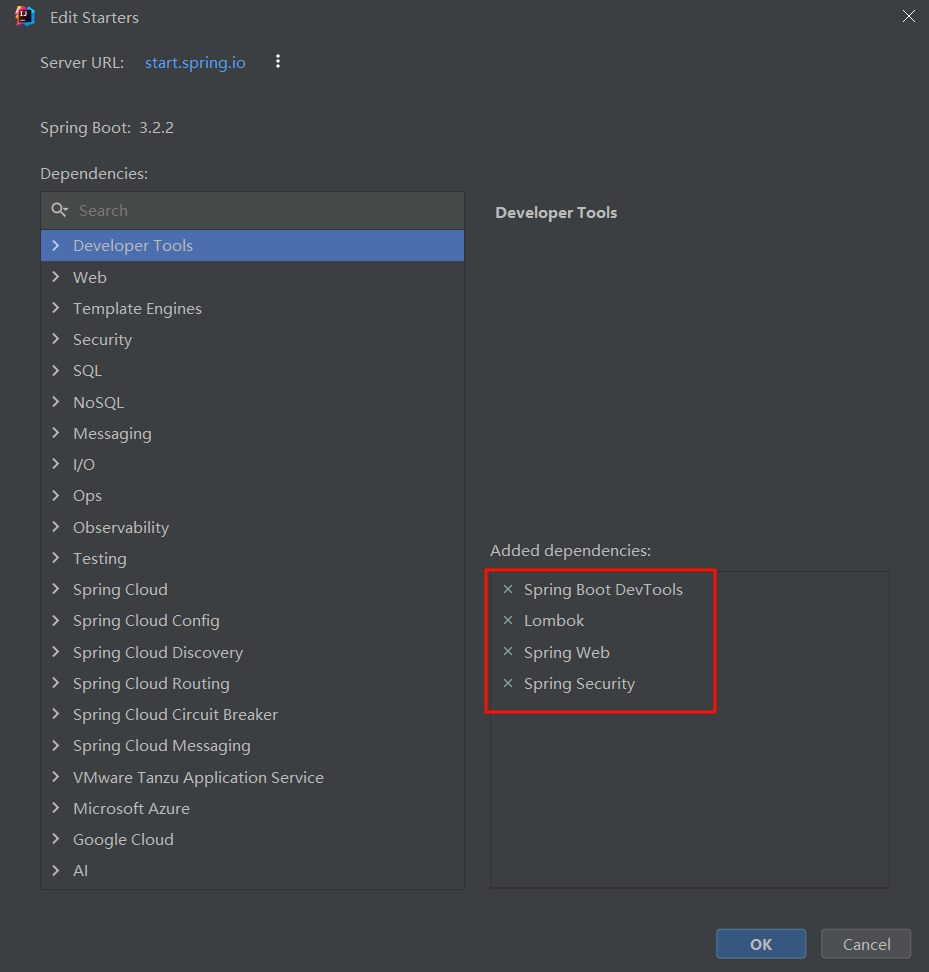 Edit Starters
Server URL: start.spring.io
Spring Boot: 3.2.2
Dependencies:
Search
Developer Tools
Web
Template Engines
Security
SQL
NoSQL
Messaging
I/O
Ops
Observability
Testing
Spring Cloud
Spring Cloud Config
Spring Cloud Discovery
Spring Cloud Routing
Spring Cloud Circuit Breaker
Spring Cloud Messaging
VMware Tanzu Application Service
Microsoft Azure
Google Cloud
AI
Developer Tools
Added dependencies:
Spring Boot DevTools
Lombok
Spring Web
Spring Security
OK
Cancel